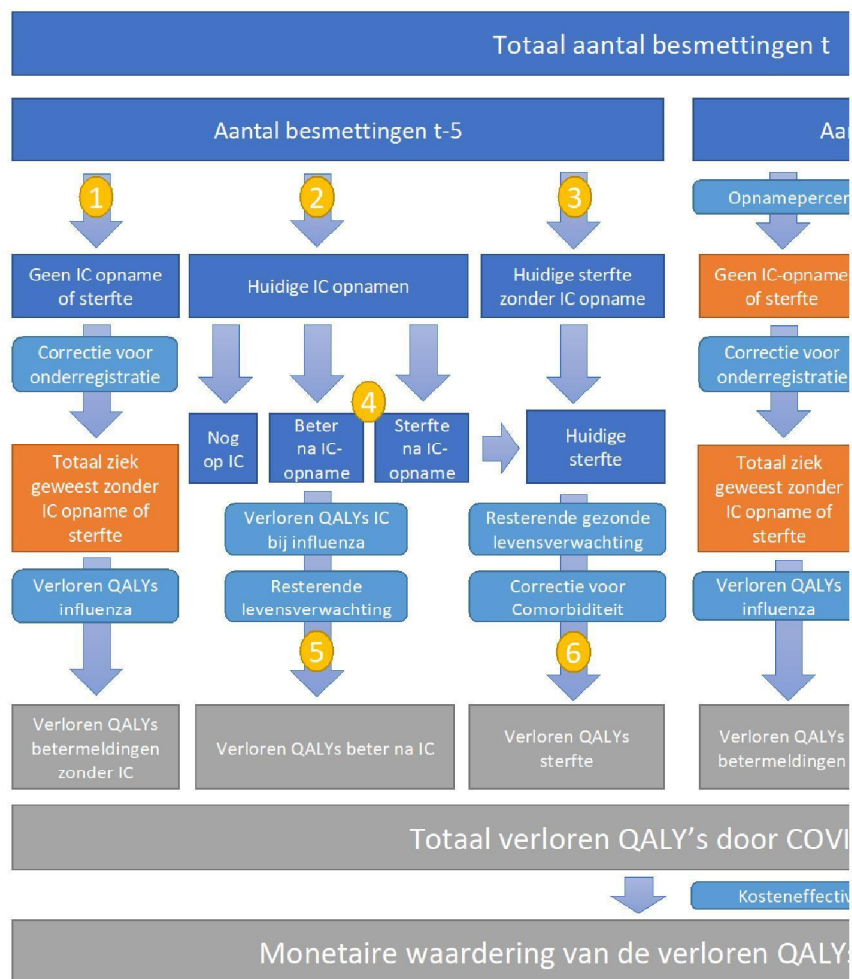 Totaal aantal besmettingen t
Aantal besmettingen t-5
1
2
3
Opnameperce
Geen IC opname
of sterfte
Huidige IC opnamen
Huidige sterfte
zonder IC opname
Geen IC-opname
of sterfte
Correctie voor
onderregistratie
Correctie voor
onderregistratie
4
Nog
op IC
Beter
na IC-
opname
Sterfte
na IC-
opname
Huidige
sterfte
Totaal ziek
geweest zonder
IC opname of
sterfte
Totaal ziek
geweest zonder
IC opname of
sterfte
Verloren QALYs IC
bij influenza
Resterende gezonde
levensverwachting
Verloren QALYs
influenza
Resterende
levensverwachting
Correctie voor
Comorbiditeit
Verloren QALYs
influenza
5
6
Verloren QALYs
betermeldingen
zonder IC
Verloren QALYs beter na IC
Verloren QALYs
sterfte
Verloren QALYs
betermeldingen
Totaal verloren QALY's door COVI
Kosteneffectiv
Monetaire waardering van de verloren QALY